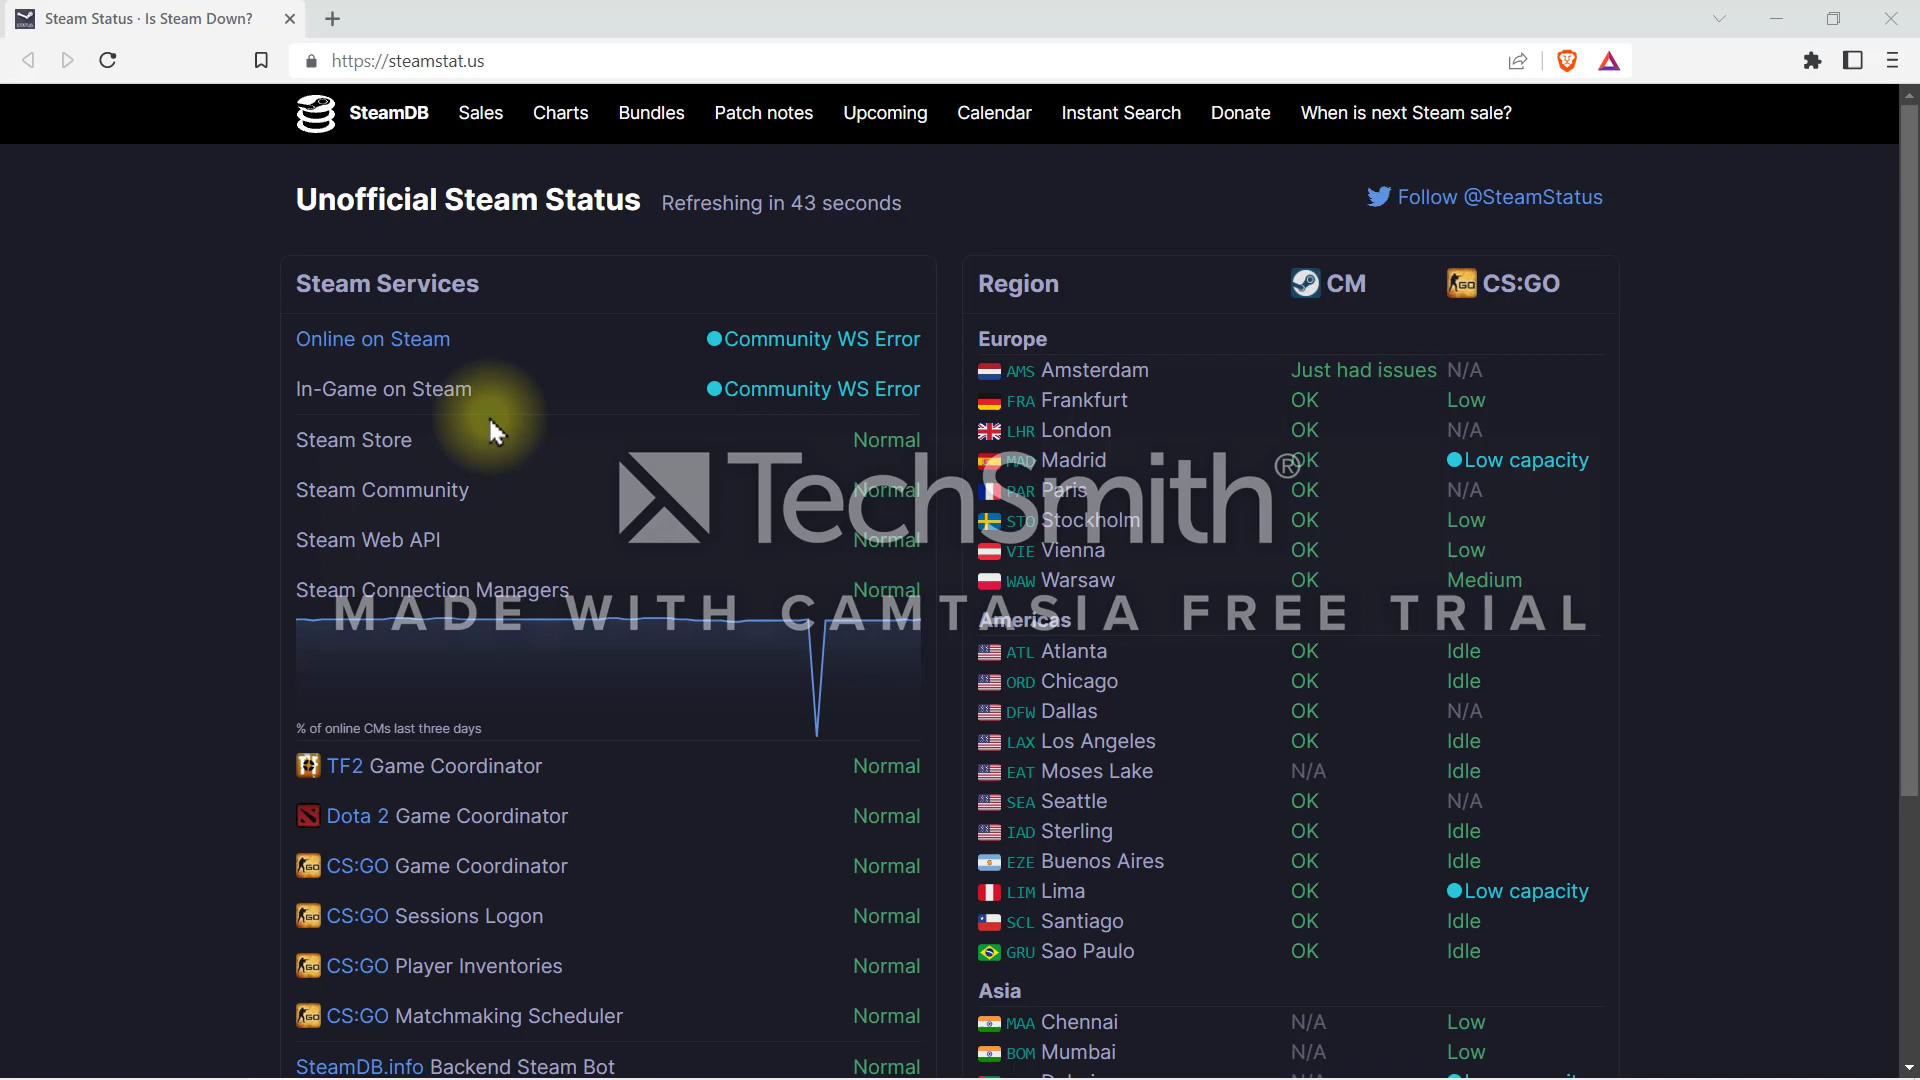 Steam Status · Is Steam Down?
https://steamstat.us
SteamDB Sales Charts Bundles Patch notes Upcoming Calendar Instant Search Donate When is next Steam sale?
Unofficial Steam Status Refreshing in 43 seconds
Follow @SteamStatus
Steam Services
Online on Steam Community WS Error
In-Game on Steam Community WS Error
Steam Store Normal
Steam Community Normal
Steam Web API Normal
Steam Connection Managers Normal
% of online CMs last three days
TF2 Game Coordinator Normal
Dota 2 Game Coordinator Normal
CS:GO Game Coordinator Normal
CS:GO Sessions Logon Normal
CS:GO Player Inventories Normal
CS:GO Matchmaking Scheduler Normal
SteamDB.info Backend Steam Bot Normal
Region CM CS:GO
Europe
AMS Amsterdam Just had issues N/A
FRA Frankfurt OK Low
LHR London OK N/A
MAD Madrid OK Low capacity
PAR Paris OK N/A
STO Stockholm OK Low
VIE Vienna OK Low
WAW Warsaw OK Medium
Americas
ATL Atlanta OK Idle
ORD Chicago OK Idle
DFW Dallas OK N/A
LAX Los Angeles OK Idle
EAT Moses Lake N/A Idle
SEA Seattle OK N/A
IAD Sterling OK Idle
EZE Buenos Aires OK Idle
LIM Lima OK Low capacity
SCL Santiago OK Idle
GRU Sao Paulo OK Idle
Asia
MAA Chennai N/A Low
BOM Mumbai N/A Low
TechSmith®
MADE WITH CAMTASIA FREE TRIAL